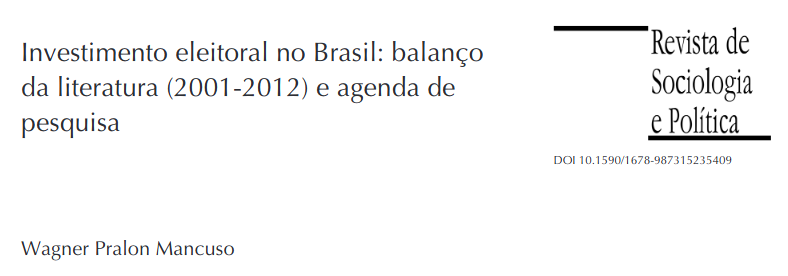 Investimento eleitoral no Brasil: balanço
da literatura (2001-2012) e agenda de
pesquisa
Revista de
Sociologia
e Política
DOI 10.1590/1678-987315235409
Wagner Pralon Mancuso